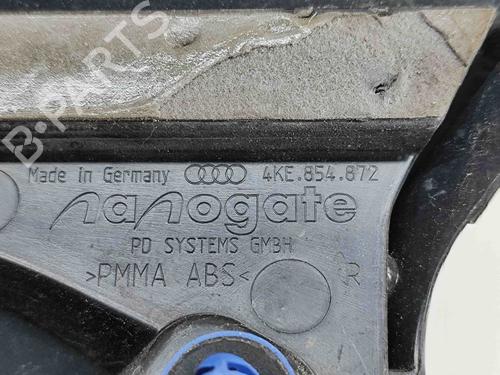 B-PARTS
Made in Germany 4KE.854.872
nanogate
PD SYSTEMS GMBH
>PMMA ABS< R